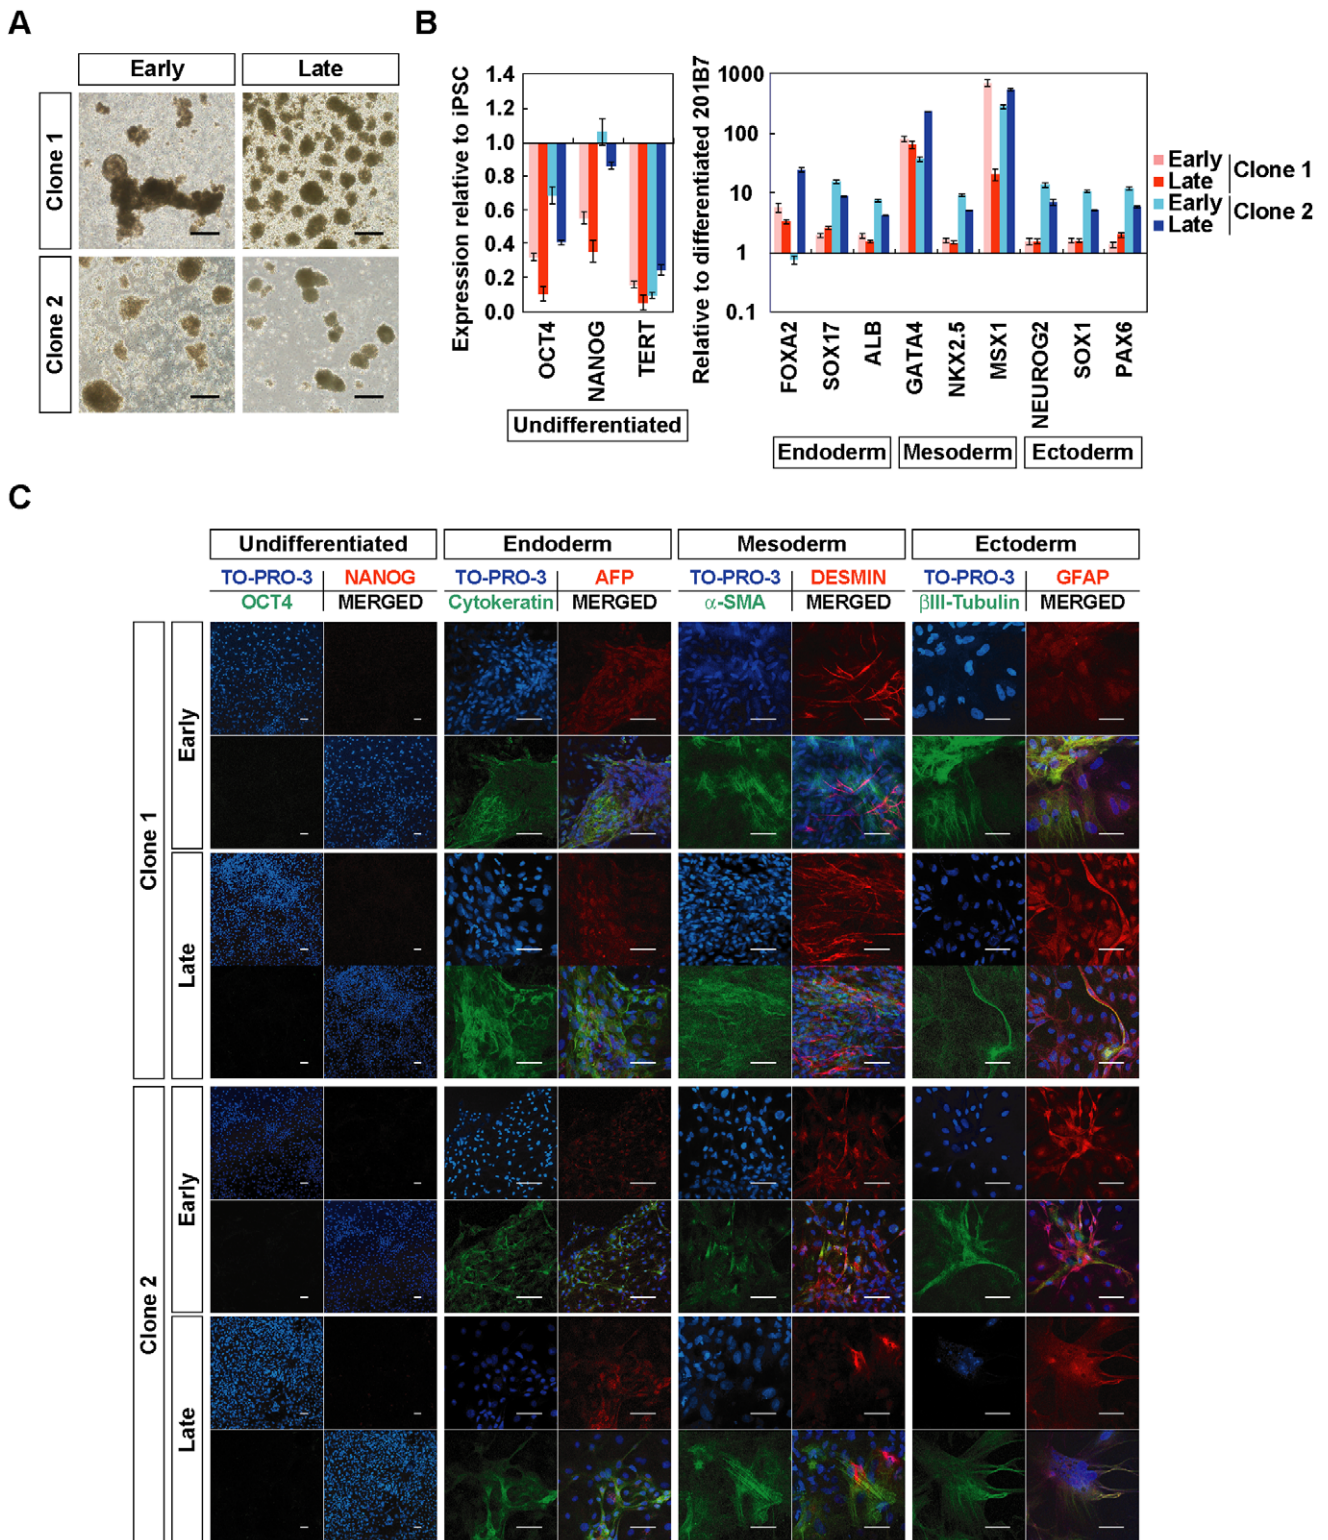 A
Early
Late
Clone 1
Clone 2
B
Expression relative to iPSC
1.4
1.2
1.0
0.8
0.6
0.4
0.2
0.0
OCT4
NANOG
TERT
Undifferentiated
Relative to differentiated 201B7
1000
100
10
1
0.1
FOXA2
SOX17
ALB
GATA4
NKX2.5
MSX1
NEUROG2
SOX1
PAX6
Endoderm
Mesoderm
Ectoderm
Early
Late
Clone 1
Early
Late
Clone 2
C
Undifferentiated
Endoderm
Mesoderm
Ectoderm
TO-PRO-3 NANOG
OCT4 MERGED
TO-PRO-3 AFP
Cytokeratin MERGED
TO-PRO-3 DESMIN
α-SMA MERGED
TO-PRO-3 GFAP
βIII-Tubulin MERGED
Clone 1
Early
Late
Clone 2
Early
Late